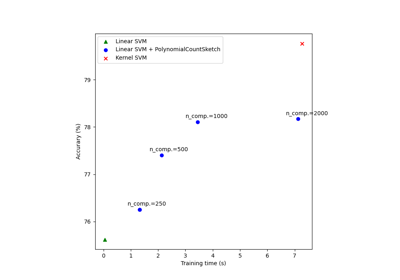 Linear SVM
Linear SVM + PolynomialCountSketch
Kernel SVM
79
n_comp.=2000
n_comp.=1000
78
n_comp.=500
77
n_comp.=250
76
Accurary (%)
0 1 2 3 4 5 6 7
Training time (s)